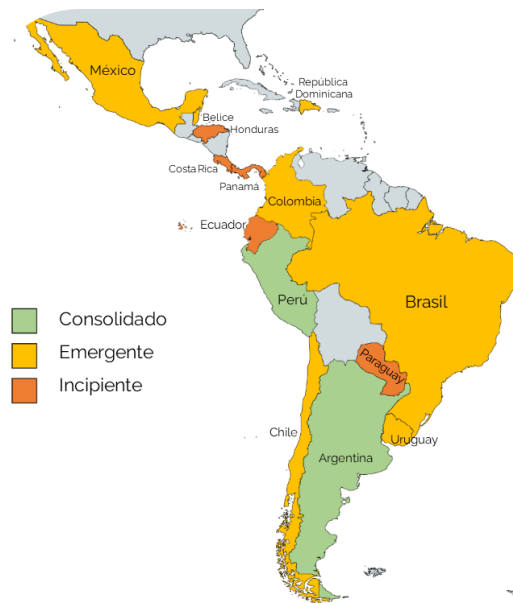 México
República
Dominicana
Belice
Honduras
Costa Rica
Panamá
Colombia
Ecuador
Perú
Brasil
Consolidado
Emergente
Incipiente
Paraguay
Chile
Uruguay
Argentina